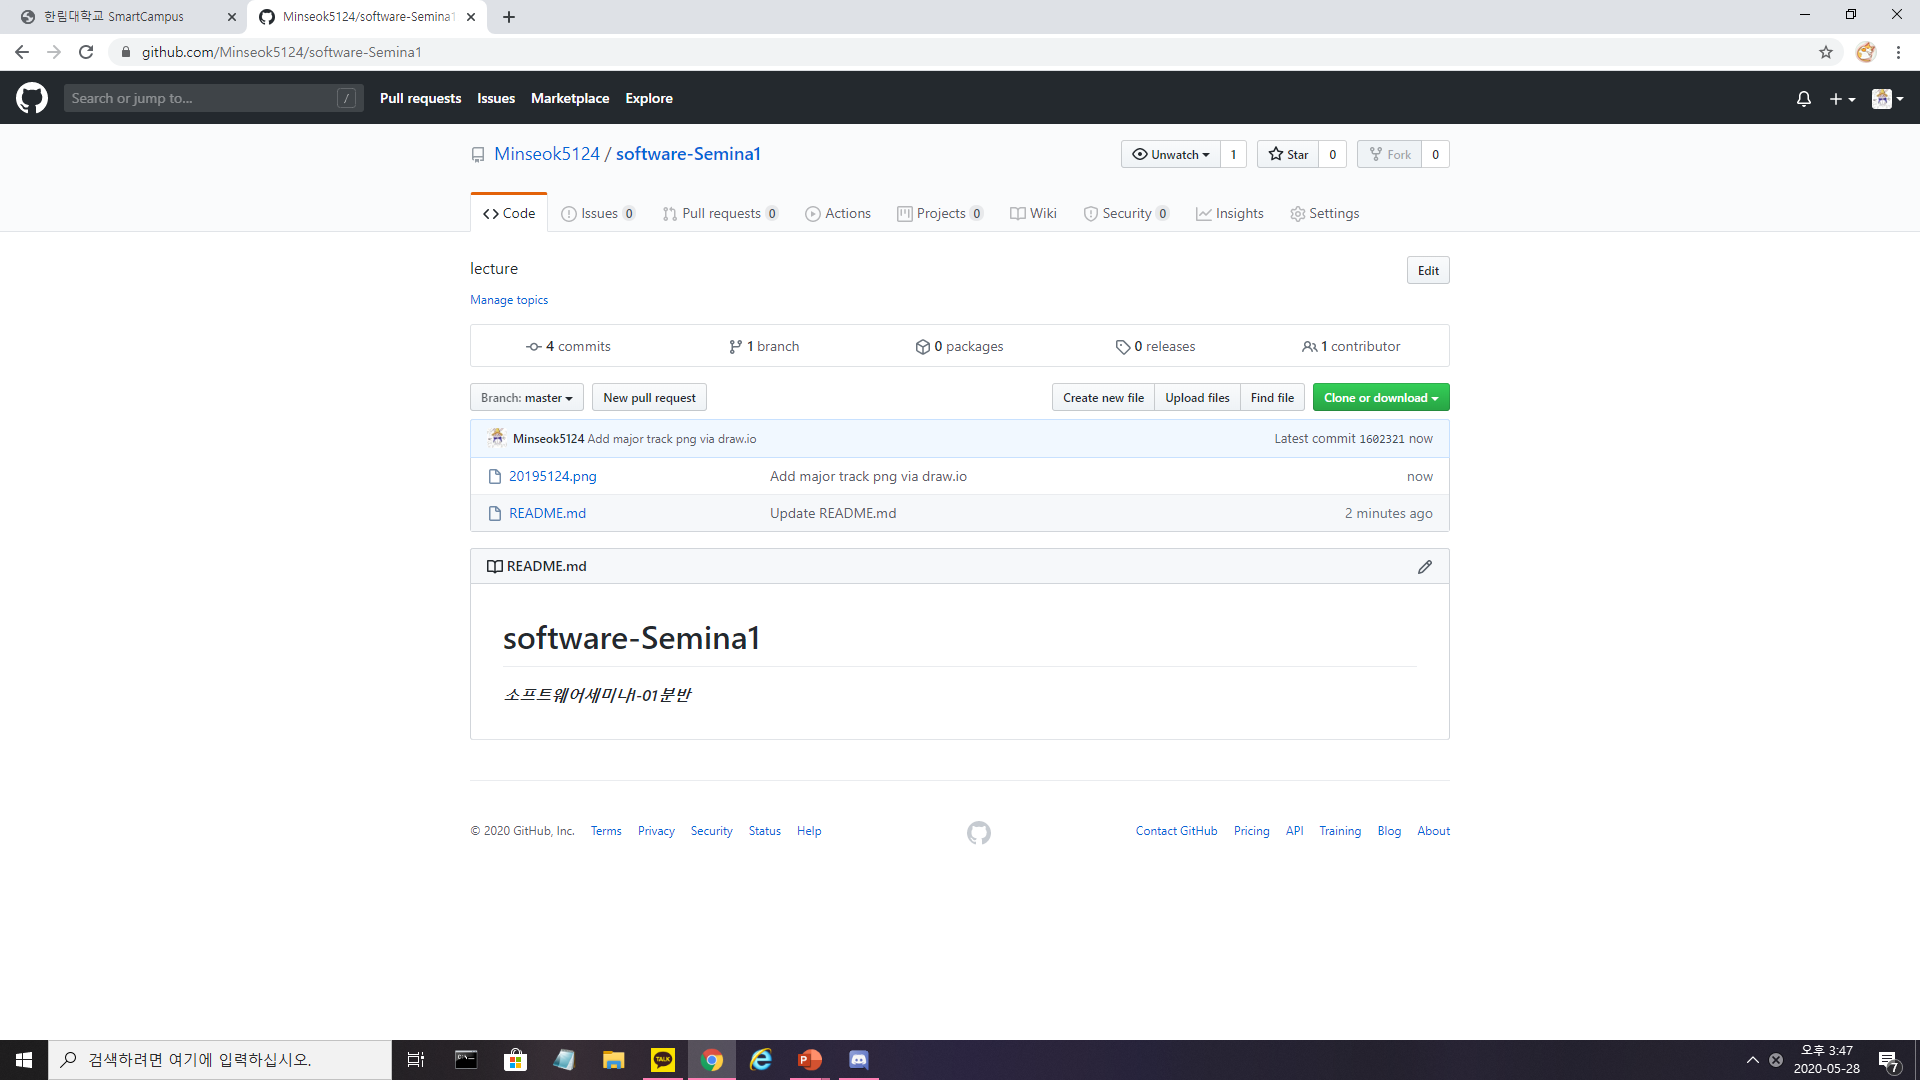 한림대학교 SmartCampus
Minseok5124/software-Semina1
github.com/Minseok5124/software-Semina1
Search or jump to... /
Pull requests Issues Marketplace Explore
Minseok5124 / software-Semina1
Unwatch 1 Star 0 Fork 0
Code Issues 0 Pull requests 0 Actions Projects 0 Wiki Security 0 Insights Settings
lecture
Edit
Manage topics
4 commits 1 branch 0 packages 0 releases 1 contributor
Branch: master New pull request Create new file Upload files Find file Clone or download
Minseok5124 Add major track png via draw.io Latest commit 1602321 now
20195124.png Add major track png via draw.io now
README.md Update README.md 2 minutes ago
README.md
software-Semina1
소프트웨어세미나I-01분반
© 2020 GitHub, Inc. Terms Privacy Security Status Help Contact GitHub Pricing API Training Blog About
검색하려면 여기에 입력하십시오.
TALK
P
오후 3:47
2020-05-28
7